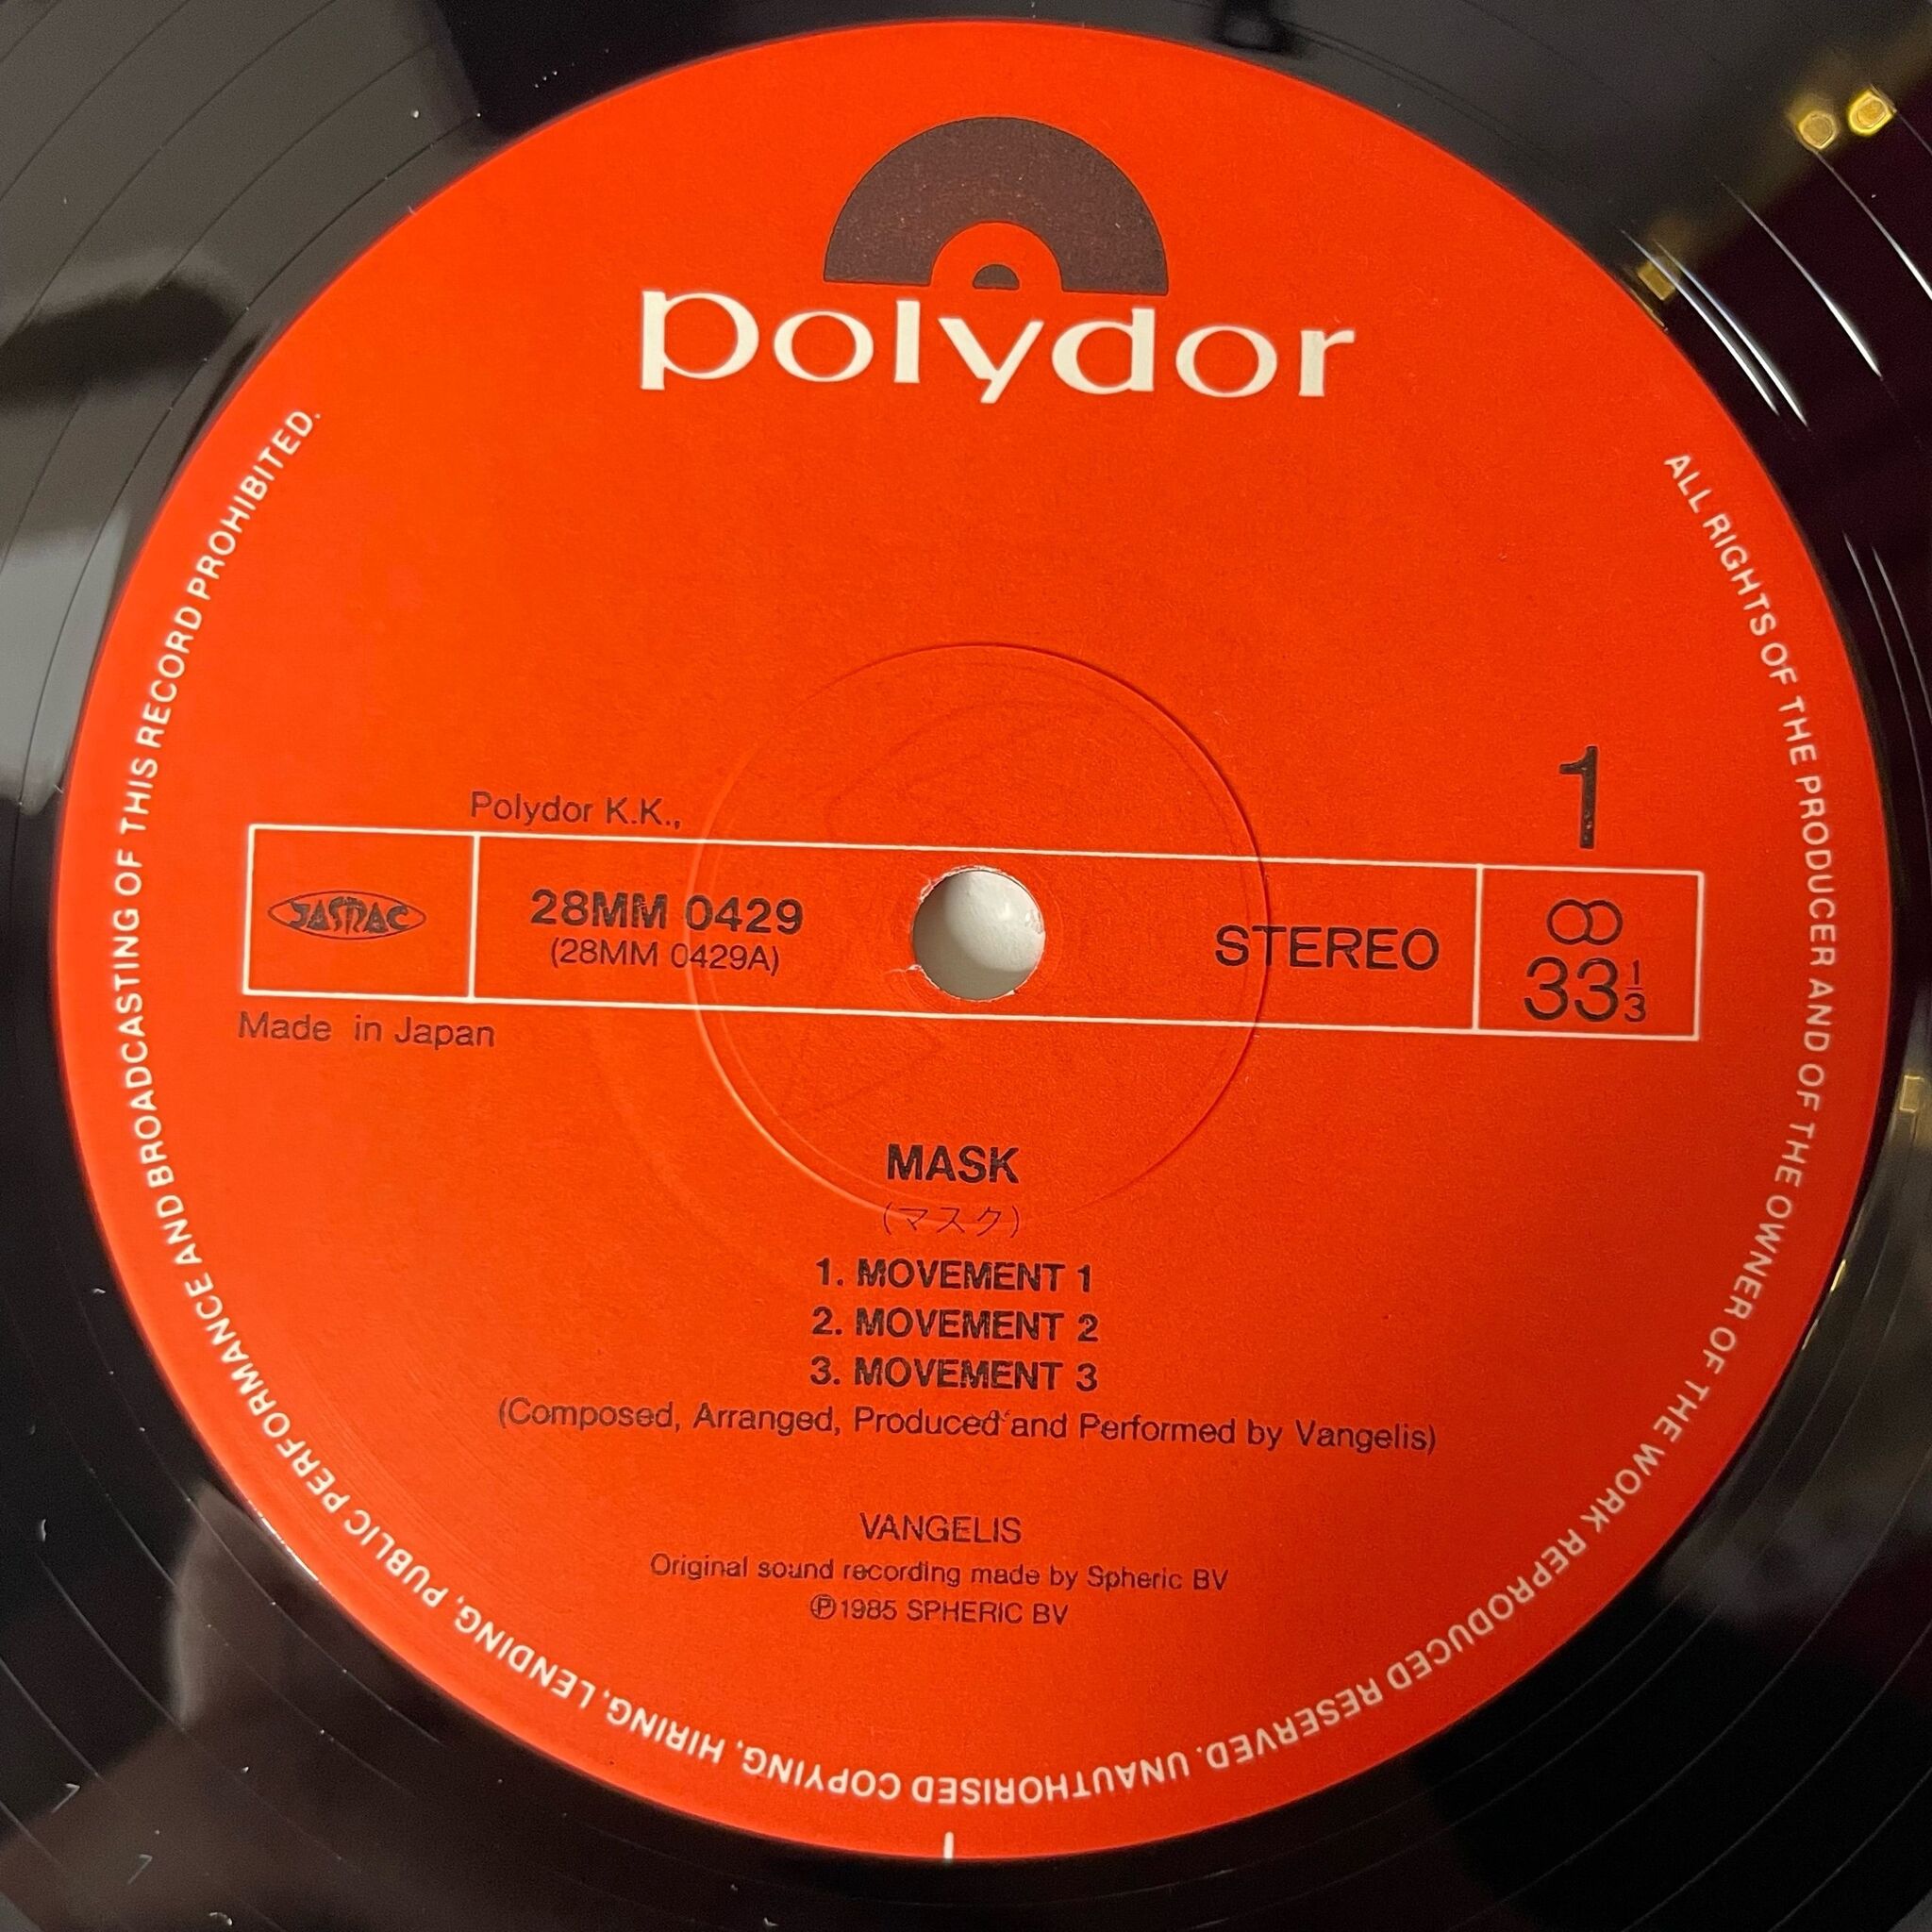 polydor
Polydor K.K.,
1
JASRAC
28MM 0429
(28MM 0429A)
STEREO
33 1/3
Made in Japan
MASK
(マスク)
1. MOVEMENT 1
2. MOVEMENT 2
3. MOVEMENT 3
(Composed, Arranged, Produced and Performed by Vangelis)
VANGELIS
Original sound recording made by Spheric BV
℗1985 SPHERIC BV
ALL RIGHTS OF THE PRODUCER AND OF THE OWNER OF THE WORK REPRODUCED RESERVED. UNAUTHORISED COPYING, HIRING, LENDING, PUBLIC PERFORMANCE AND BROADCASTING OF THIS RECORD PROHIBITED.